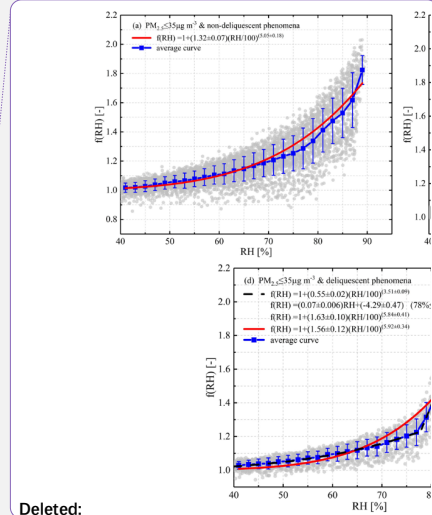 (a) PM2.5≤35μg m-3 & non-deliquescent phenomena
f(RH) =1+(1.32±0.07)(RH/100)(5.05±0.18)
average curve
2.2
2.0
1.8
1.6
1.4
1.2
1.0
0.8
f(RH) [-]
40 50 60 70 80 90
RH [%]
2.2
2.0
1.8
1.6
1.4
1.2
1.0
f(RH) [-]
40
(d) PM2.5≤35μg m-3 & deliquescent phenomena
f(RH) =1+(0.55±0.02)(RH/100)(3.51±0.09)
f(RH) =(0.07±0.006)RH+(-4.29±0.47) (78%
f(RH) =1+(1.63±0.10)(RH/100)(5.84±0.41)
f(RH) =1+(1.56±0.12)(RH/100)(5.92±0.34)
average curve
2.2
2.0
1.8
1.6
1.4
1.2
1.0
f(RH) [-]
40 50 60 70 8
RH [%]
Deleted: